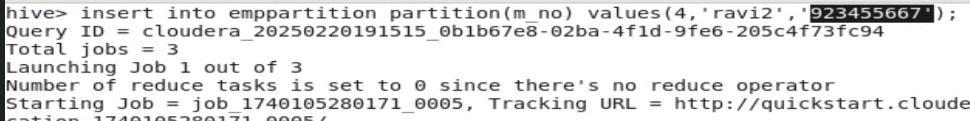 hive> insert into emppartition partition(m_no) values(4,'ravi2','923455667');
Query ID = cloudera_20250220191515_0b1b67e8-02ba-4f1d-9fe6-205c4f73fc94
Total jobs = 3
Launching Job 1 out of 3
Number of reduce tasks is set to 0 since there's no reduce operator
Starting Job = job_1740105280171_0005, Tracking URL = http://quickstart.cloude
cation_1740105280171_0005/